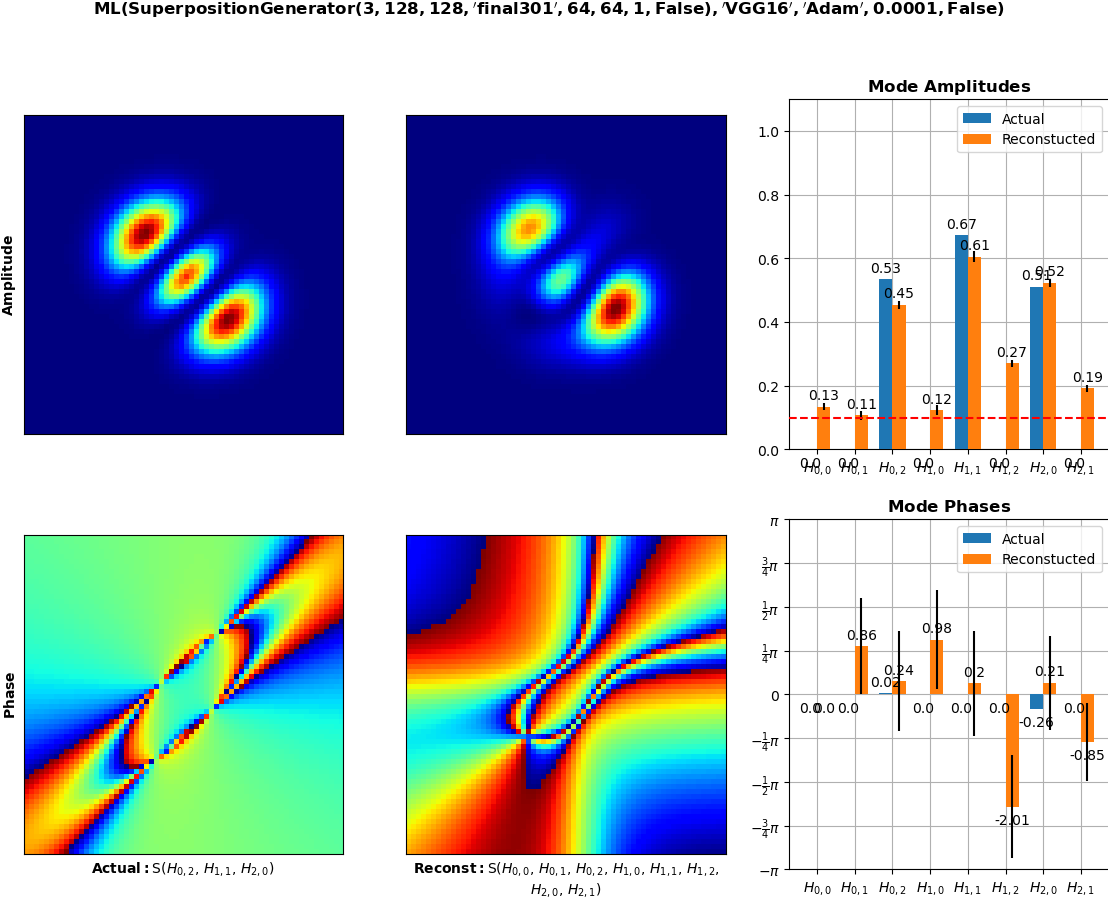 ML(SuperpositionGenerator(3, 128, 128, 'final301', 64, 64, 1, False), 'VGG16', 'Adam', 0.0001, False)
Amplitude
Mode Amplitudes
Actual
Reconstucted
1.0
0.8
0.6
0.4
0.2
0.0
0.13
0.11
0.53
0.45
0.12
0.67
0.61
0.27
0.51
0.52
0.19
0.0 0.0 0.0 0.0 0.0
H0,0 H0,1 H0,2 H1,0 H1,1 H1,2 H2,0 H2,1
Phase
Actual: S(H0,2, H1,1, H2,0)
Reconst: S(H0,0, H0,1, H0,2, H1,0, H1,1, H1,2,
H2,0, H2,1)
Mode Phases
Actual
Reconstucted
π
3/4π
1/2π
1/4π
0
−1/4π
−1/2π
−3/4π
−π
0.0 0.0 0.0 0.0 0.0 0.0 0.0
0.86
0.02
0.24
0.98
0.2
-2.01
-0.26
0.21
-0.85
H0,0 H0,1 H0,2 H1,0 H1,1 H1,2 H2,0 H2,1